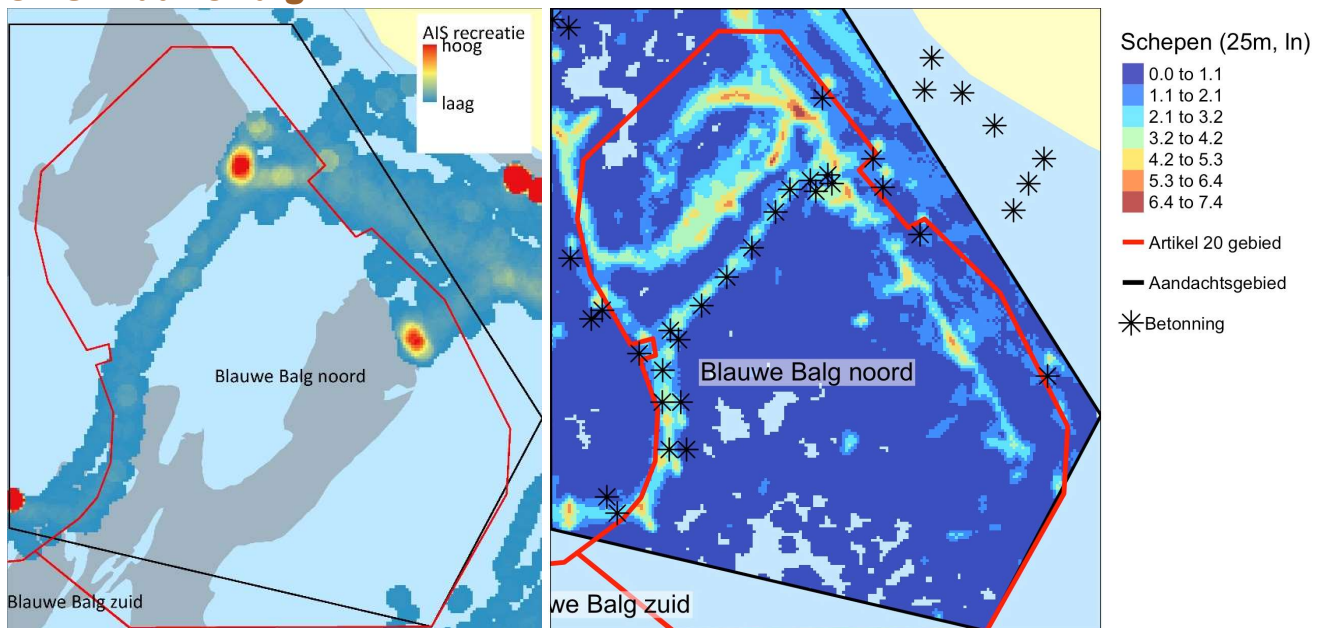 AIS recreatie
hoog
laag
Blauwe Balg noord
Blauwe Balg zuid
Blauwe Balg noord
we Balg zuid
Schepen (25m, ln)
0.0 to 1.1
1.1 to 2.1
2.1 to 3.2
3.2 to 4.2
4.2 to 5.3
5.3 to 6.4
6.4 to 7.4
Artikel 20 gebied
Aandachtsgebied
Betonning